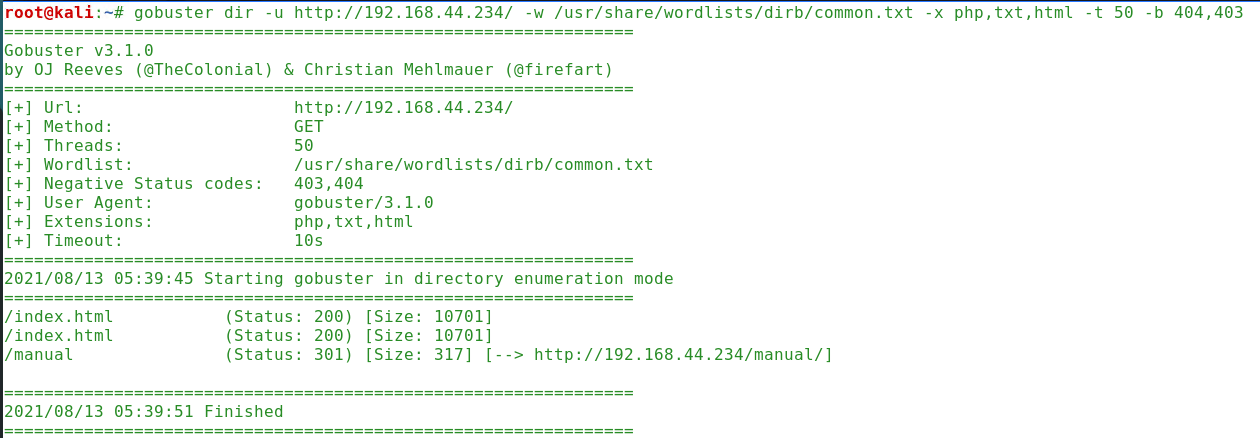 root@kali:~# gobuster dir -u http://192.168.44.234/ -w /usr/share/wordlists/dirb/common.txt -x php,txt,html -t 50 -b 404,403
===============================================================
Gobuster v3.1.0
by OJ Reeves (@TheColonial) & Christian Mehlmauer (@firefart)
===============================================================
[+] Url:                     http://192.168.44.234/
[+] Method:                  GET
[+] Threads:                 50
[+] Wordlist:                /usr/share/wordlists/dirb/common.txt
[+] Negative Status codes:   403,404
[+] User Agent:              gobuster/3.1.0
[+] Extensions:              php,txt,html
[+] Timeout:                 10s
===============================================================
2021/08/13 05:39:45 Starting gobuster in directory enumeration mode
===============================================================
/index.html           (Status: 200) [Size: 10701]
/index.html           (Status: 200) [Size: 10701]
/manual               (Status: 301) [Size: 317] [--> http://192.168.44.234/manual/]

===============================================================
2021/08/13 05:39:51 Finished
===============================================================